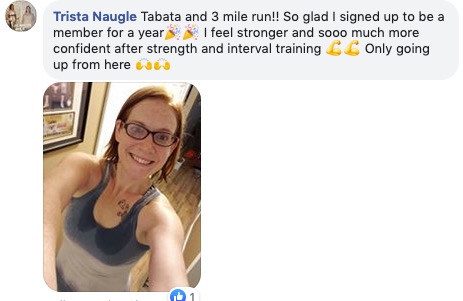 Trista Naugle Tabata and 3 mile run!! So glad I signed up to be a
member for a year🎉🎉 I feel stronger and sooo much more
confident after strength and interval training 💪💪 Only going
up from here 🙌🙌
1